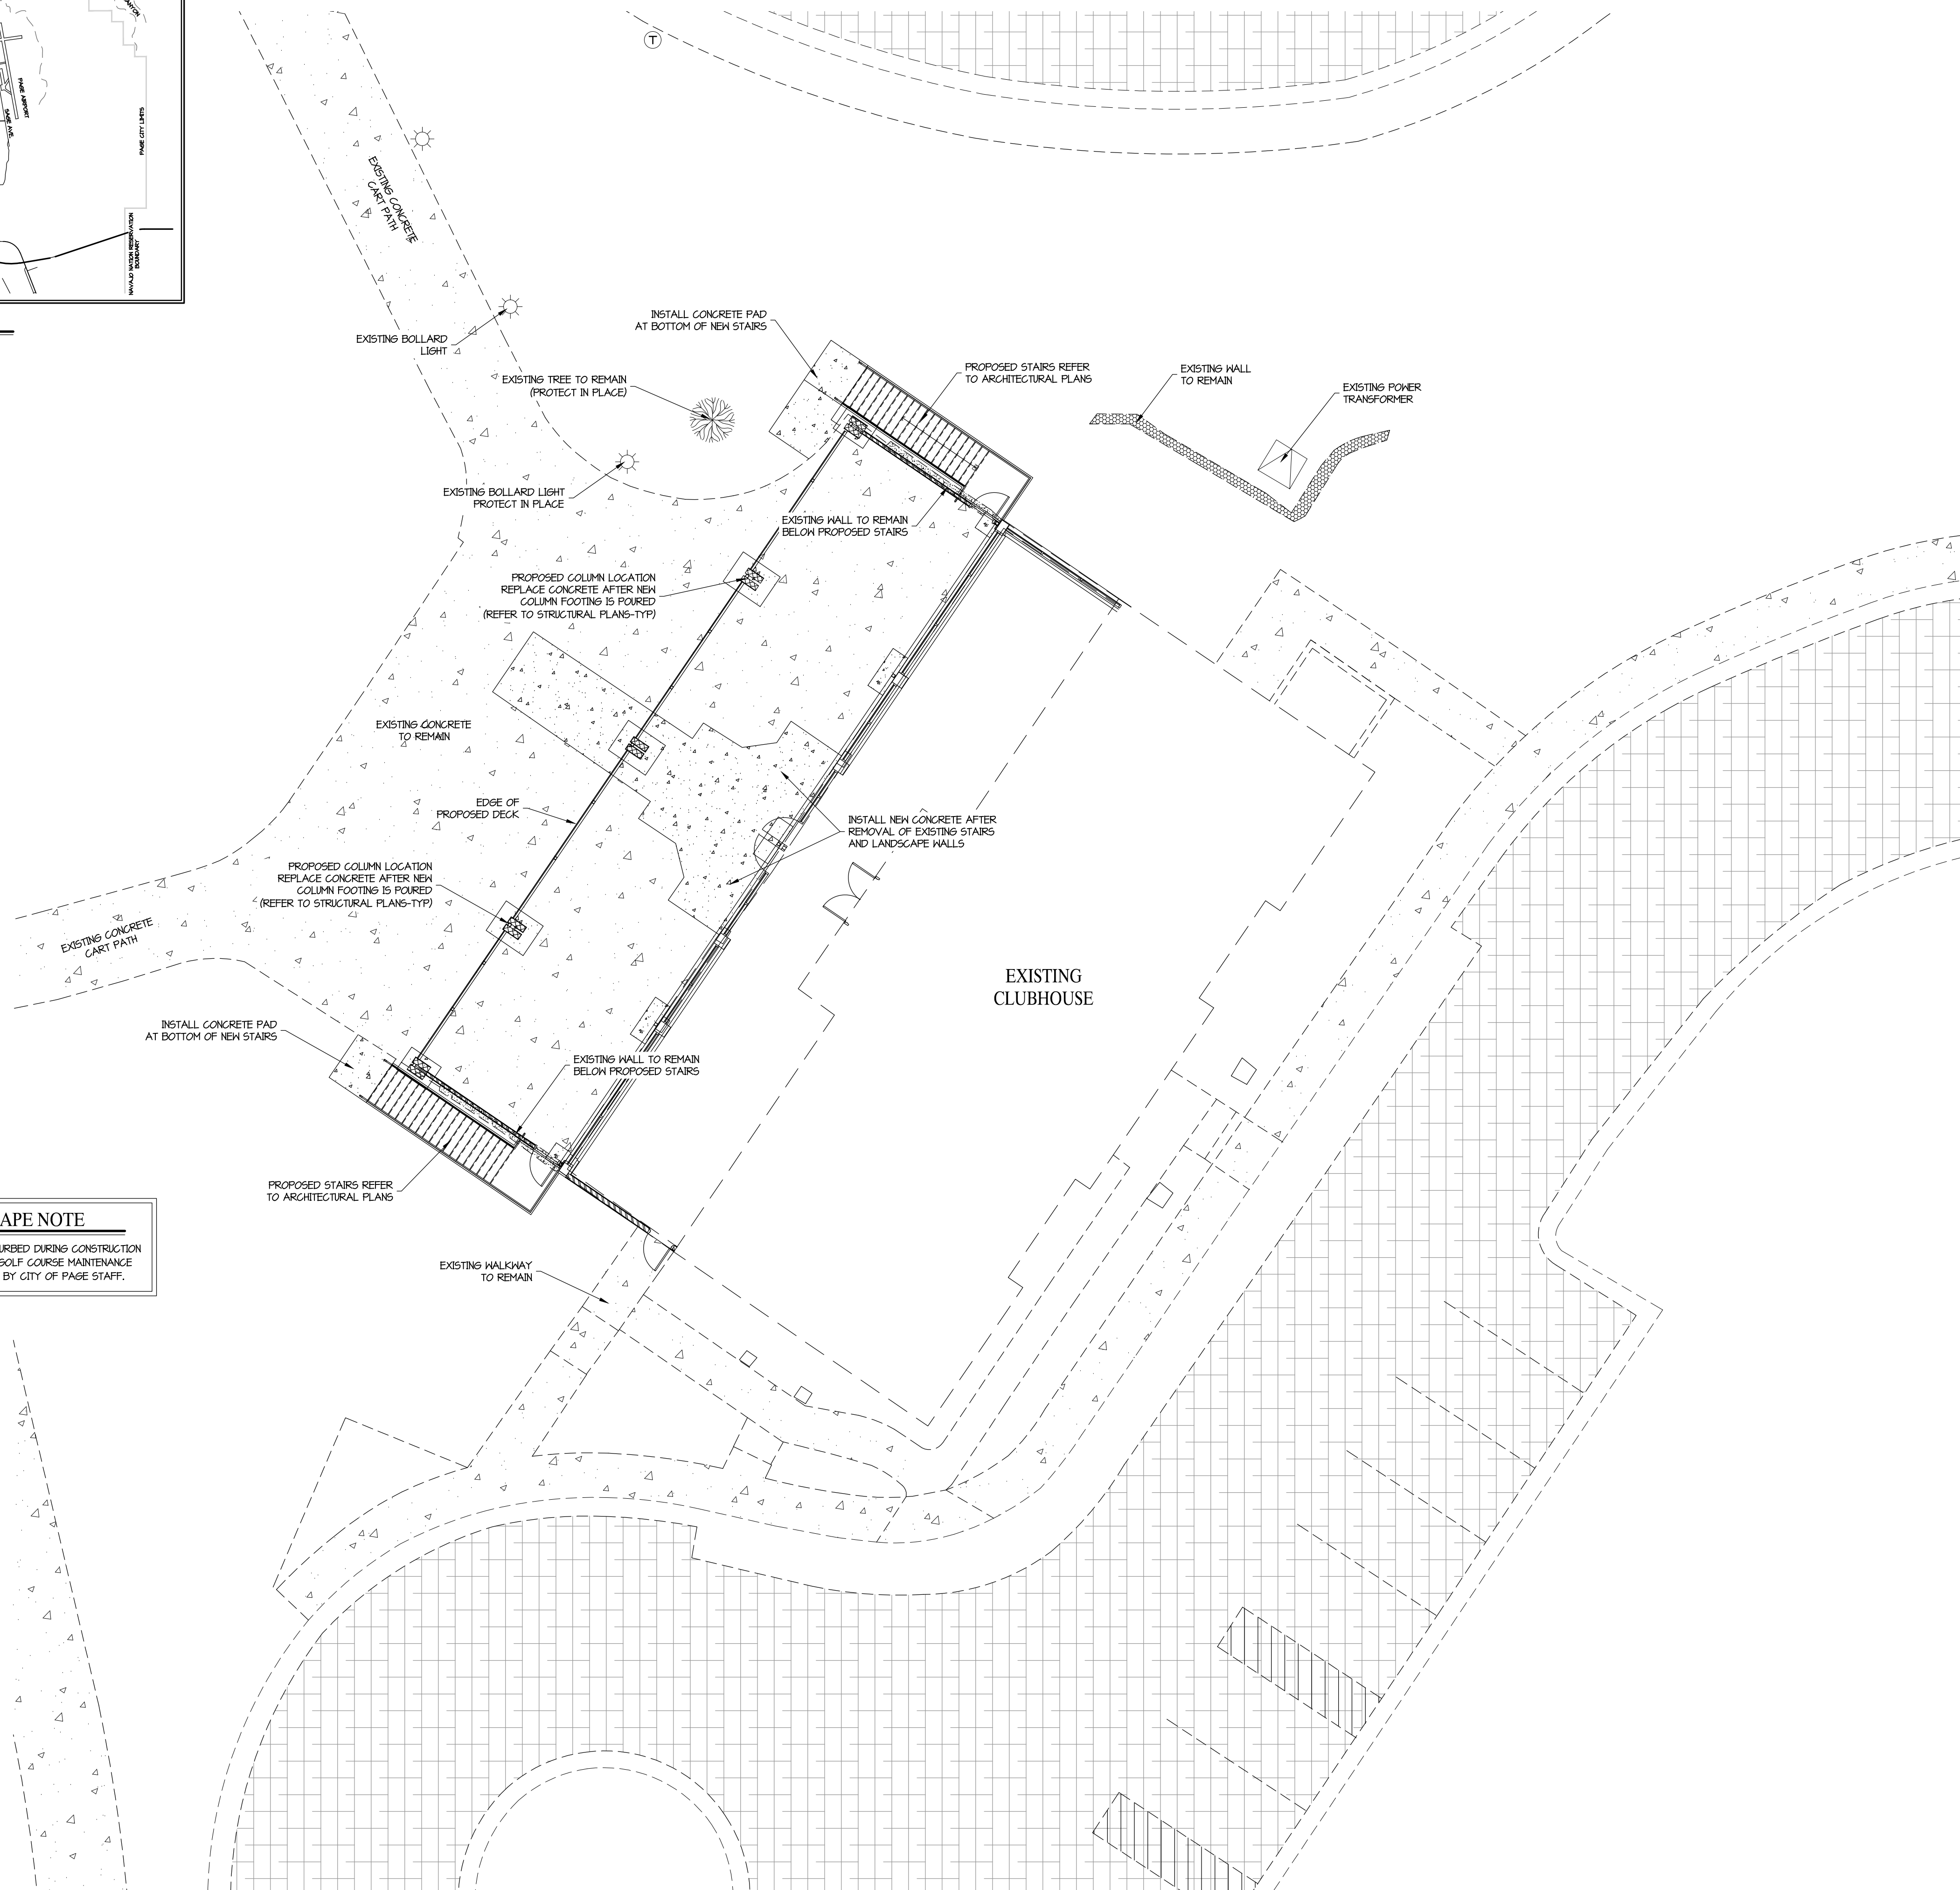 PAGE AIRPORT
SAGE AVE.
PAGE CITY LIMITS
NAVAJO NATION RESERVATION
BOUNDARY
T
EXISTING CONCRETE
CART PATH
EXISTING BOLLARD
LIGHT
INSTALL CONCRETE PAD
AT BOTTOM OF NEW STAIRS
EXISTING TREE TO REMAIN
(PROTECT IN PLACE)
PROPOSED STAIRS REFER
TO ARCHITECTURAL PLANS
EXISTING WALL
TO REMAIN
EXISTING POWER
TRANSFORMER
EXISTING BOLLARD LIGHT
PROTECT IN PLACE
EXISTING WALL TO REMAIN
BELOW PROPOSED STAIRS
PROPOSED COLUMN LOCATION
REPLACE CONCRETE AFTER NEW
COLUMN FOOTING IS POURED
(REFER TO STRUCTURAL PLANS-TYP)
EXISTING CONCRETE
TO REMAIN
EDGE OF
PROPOSED DECK
INSTALL NEW CONCRETE AFTER
REMOVAL OF EXISTING STAIRS
AND LANDSCAPE WALLS
PROPOSED COLUMN LOCATION
REPLACE CONCRETE AFTER NEW
COLUMN FOOTING IS POURED
(REFER TO STRUCTURAL PLANS-TYP)
EXISTING CONCRETE
CART PATH
EXISTING
CLUBHOUSE
INSTALL CONCRETE PAD
AT BOTTOM OF NEW STAIRS
EXISTING WALL TO REMAIN
BELOW PROPOSED STAIRS
PROPOSED STAIRS REFER
TO ARCHITECTURAL PLANS
APE NOTE
URBED DURING CONSTRUCTION
GOLF COURSE MAINTENANCE
BY CITY OF PAGE STAFF.
EXISTING WALKWAY
TO REMAIN